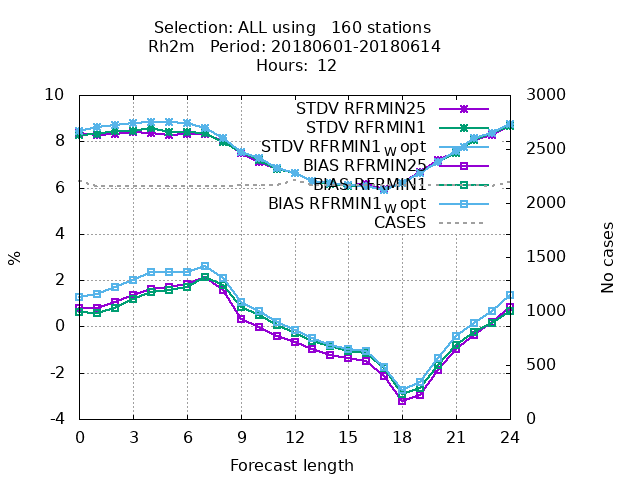 Selection: ALL using   160 stations
Rh2m   Period: 20180601-20180614
Hours:  12
10
8
6
4
2
0
-2
-4
%
3000
2500
2000
1500
1000
500
0
No cases
STDV RFRMIN25
STDV RFRMIN1
STDV RFRMIN1_W opt
BIAS RFRMIN25
BIAS RFRMIN1
BIAS RFRMIN1_W opt
CASES
0 3 6 9 12 15 18 21 24
Forecast length